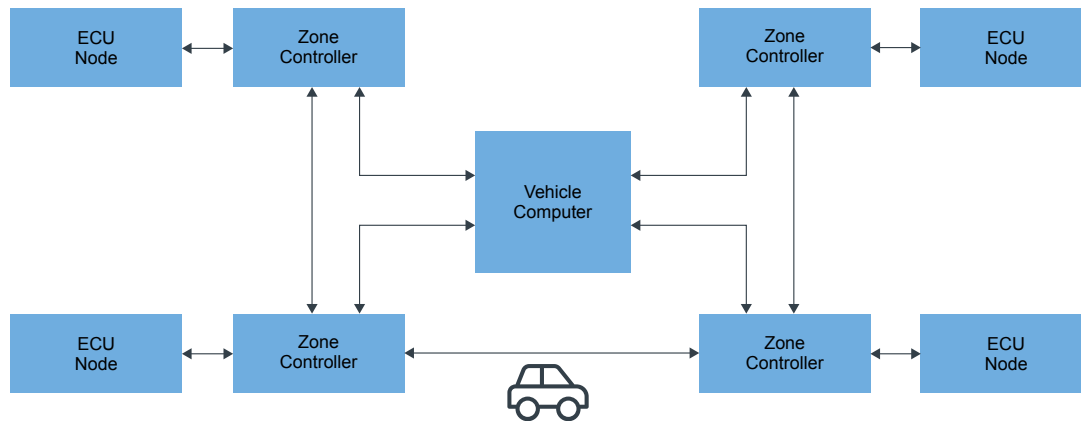 ECU
Node
Zone
Controller
Zone
Controller
ECU
Node
Vehicle
Computer
ECU
Node
Zone
Controller
Zone
Controller
ECU
Node